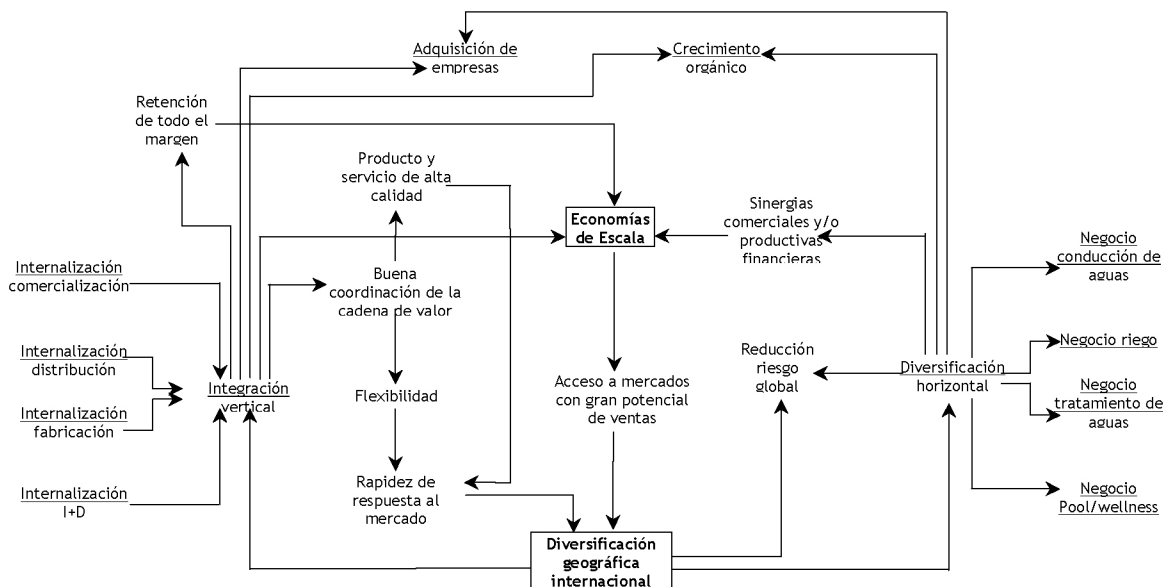 Adquisición de
empresas
Crecimiento
orgánico
Retención
de todo el
margen
Producto y
servicio de alta
calidad
Economías
de Escala
Sinergias
comerciales y/o
productivas
financieras
Negocio
conducción de
aguas
Internalización
comercialización
Buena
coordinación de la
cadena de valor
Internalización
distribución
Integración
vertical
Internalización
fabricación
Flexibilidad
Acceso a mercados
con gran potencial
de ventas
Reducción
riesgo
global
Diversificación
horizontal
Negocio riego
Negocio
tratamiento de
aguas
Internalización
I+D
Rapidez de
respuesta al
mercado
Negocio
Pool/wellness
Diversificación
geográfica
internacional